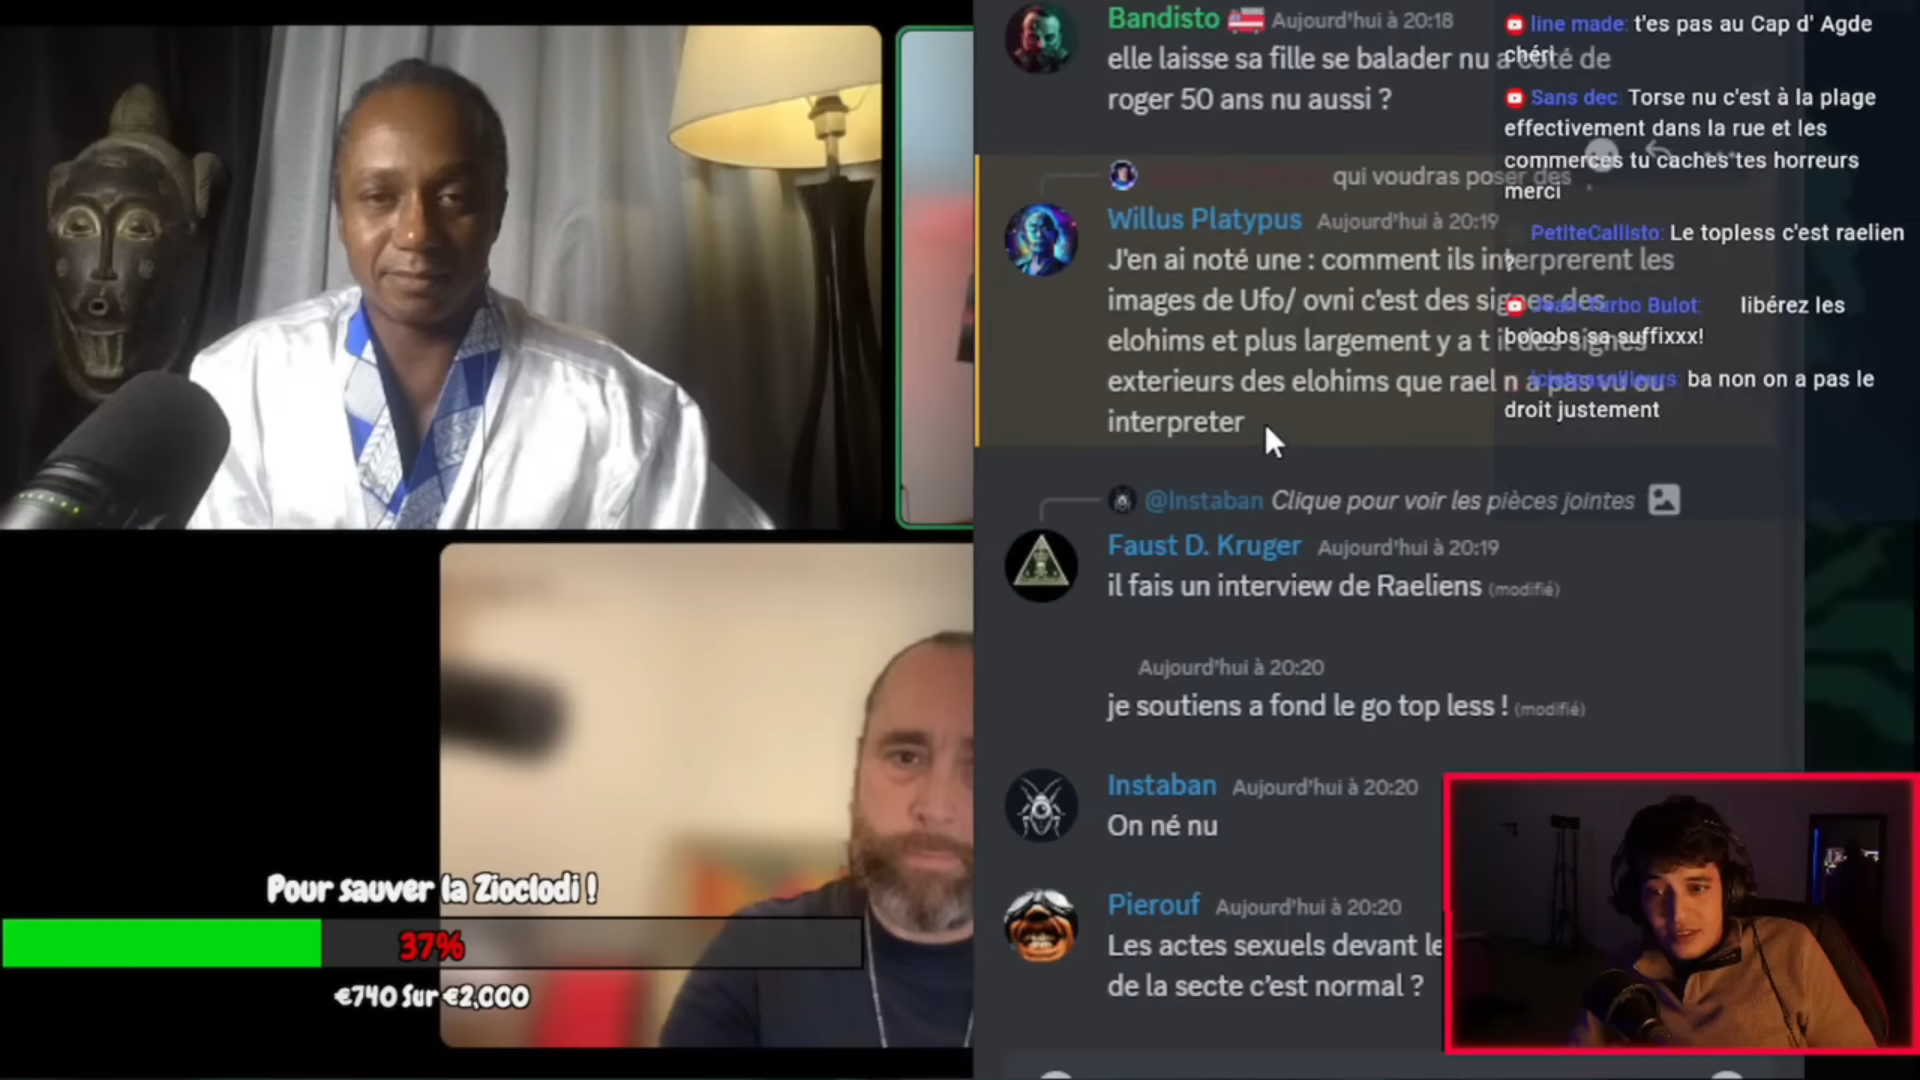 Bandisto Aujourd'hui à 20:18
elle laisse sa fille se balader nu a coté de
roger 50 ans nu aussi ?
qui voudras poser des
Willus Platypus Aujourd'hui à 20:19
J'en ai noté une : comment ils interprerent les
images de Ufo/ ovni c'est des signes des
elohims et plus largement y a t il des signes
exterieurs des elohims que rael n a pas vu ou
interpreter
@Instaban Clique pour voir les pièces jointes
Faust D. Kruger Aujourd'hui à 20:19
il fais un interview de Raeliens (modifié)
Aujourd'hui à 20:20
je soutiens a fond le go top less ! (modifié)
Instaban Aujourd'hui à 20:20
On né nu
Pierouf Aujourd'hui à 20:20
Les actes sexuels devant le
de la secte c'est normal ?
line made: t'es pas au Cap d' Agde
chéri
Sans dec: Torse nu c'est à la plage
effectivement dans la rue et les
commerces tu caches tes horreurs
merci
PetiteCallisto: Le topless c'est raelien
?
Jean-Turbo Bulot: libérez les
boobs sa suffixxx!
ba non on a pas le
droit justement
Pour sauver la Zioclodi !
37%
€740 Sur €2,000